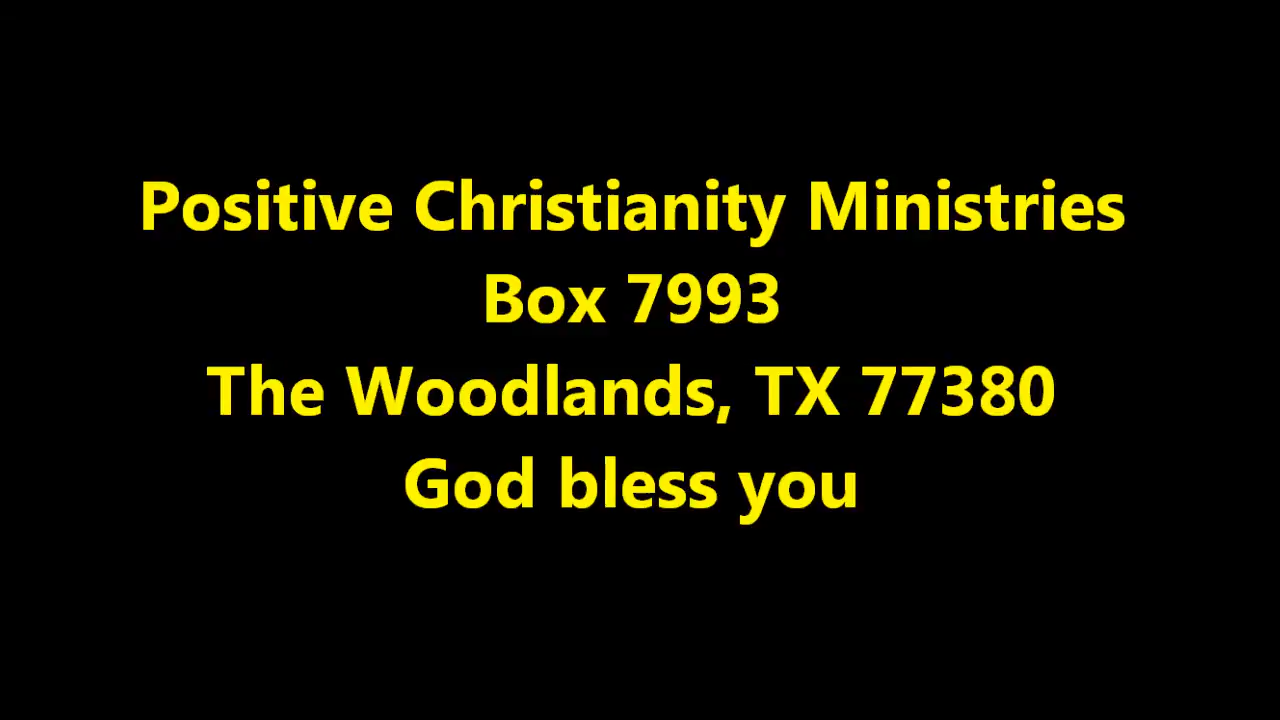 Positive Christianity Ministries
Box 7993
The Woodlands, TX 77380
God bless you